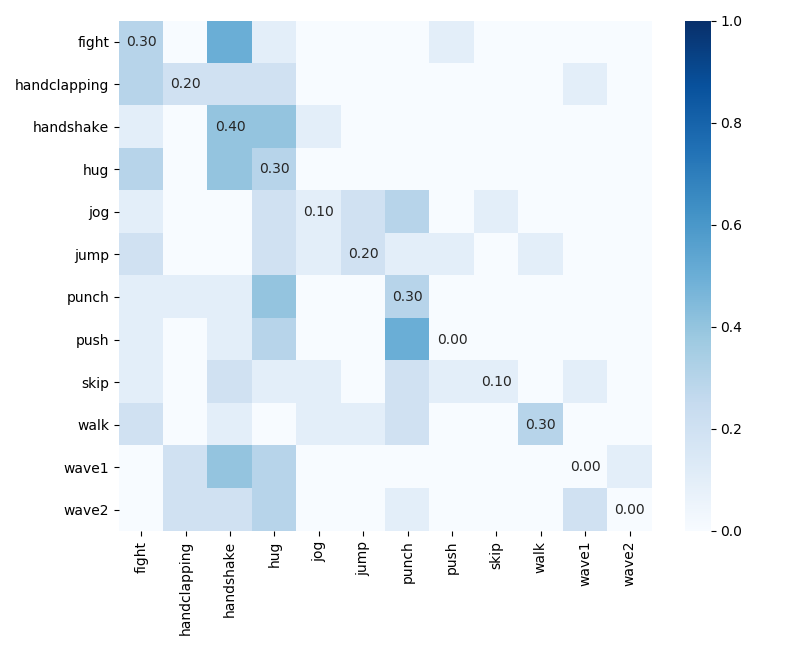 1.0
fight 0.30
handclapping 0.20
handshake 0.40
0.8
hug 0.30
jog 0.10
0.6
jump 0.20
punch 0.30
0.4
push 0.00
skip 0.10
0.2
walk 0.30
wave1 0.00
wave2 0.00
0.0
fight
handclapping
handshake
hug
jog
jump
punch
push
skip
walk
wave1
wave2